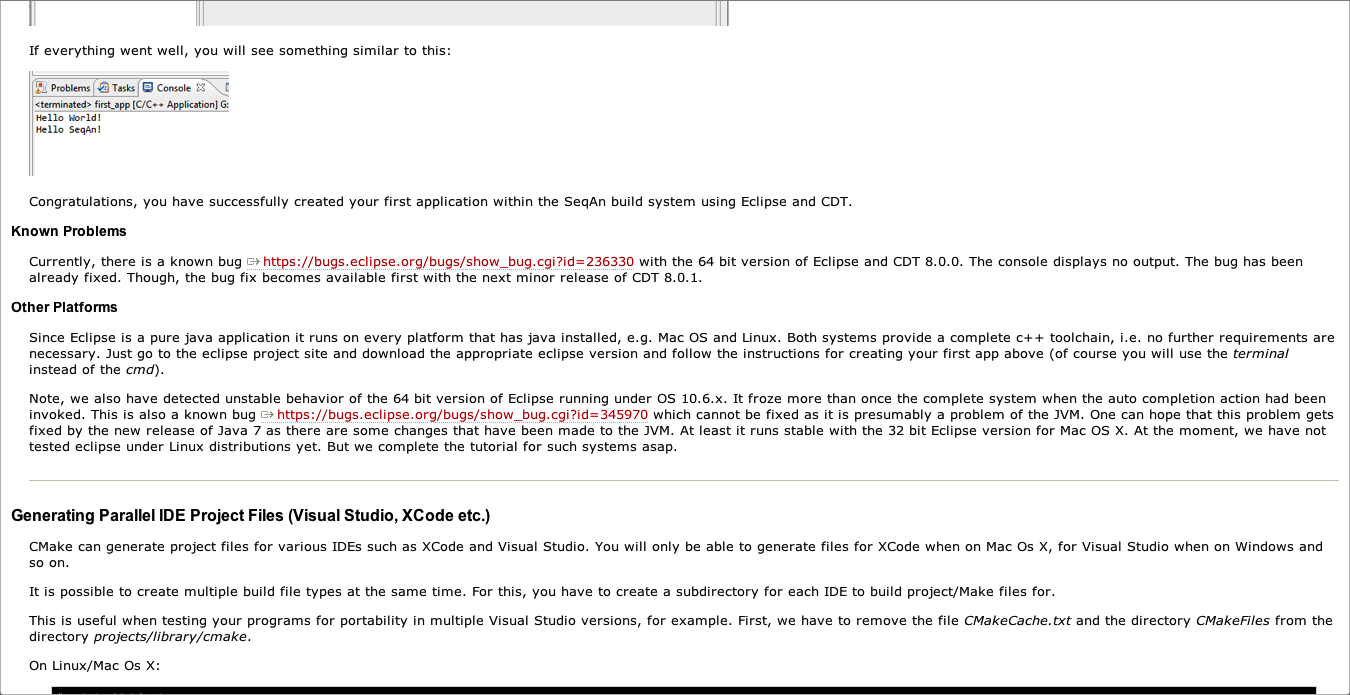 If everything went well, you will see something similar to this:
Problems Tasks Console
<terminated> first_app [C/C++ Application] G:
Hello World!
Hello SeqAn!
Congratulations, you have successfully created your first application within the SeqAn build system using Eclipse and CDT.
Known Problems
Currently, there is a known bug https://bugs.eclipse.org/bugs/show_bug.cgi?id=236330 with the 64 bit version of Eclipse and CDT 8.0.0. The console displays no output. The bug has been
already fixed. Though, the bug fix becomes available first with the next minor release of CDT 8.0.1.
Other Platforms
Since Eclipse is a pure java application it runs on every platform that has java installed, e.g. Mac OS and Linux. Both systems provide a complete c++ toolchain, i.e. no further requirements are
necessary. Just go to the eclipse project site and download the appropriate eclipse version and follow the instructions for creating your first app above (of course you will use the terminal
instead of the cmd).
Note, we also have detected unstable behavior of the 64 bit version of Eclipse running under OS 10.6.x. It froze more than once the complete system when the auto completion action had been
invoked. This is also a known bug https://bugs.eclipse.org/bugs/show_bug.cgi?id=345970 which cannot be fixed as it is presumably a problem of the JVM. One can hope that this problem gets
fixed by the new release of Java 7 as there are some changes that have been made to the JVM. At least it runs stable with the 32 bit Eclipse version for Mac OS X. At the moment, we have not
tested eclipse under Linux distributions yet. But we complete the tutorial for such systems asap.
Generating Parallel IDE Project Files (Visual Studio, XCode etc.)
CMake can generate project files for various IDEs such as XCode and Visual Studio. You will only be able to generate files for XCode when on Mac Os X, for Visual Studio when on Windows and
so on.
It is possible to create multiple build file types at the same time. For this, you have to create a subdirectory for each IDE to build project/Make files for.
This is useful when testing your programs for portability in multiple Visual Studio versions, for example. First, we have to remove the file CMakeCache.txt and the directory CMakeFiles from the
directory projects/library/cmake.
On Linux/Mac Os X: